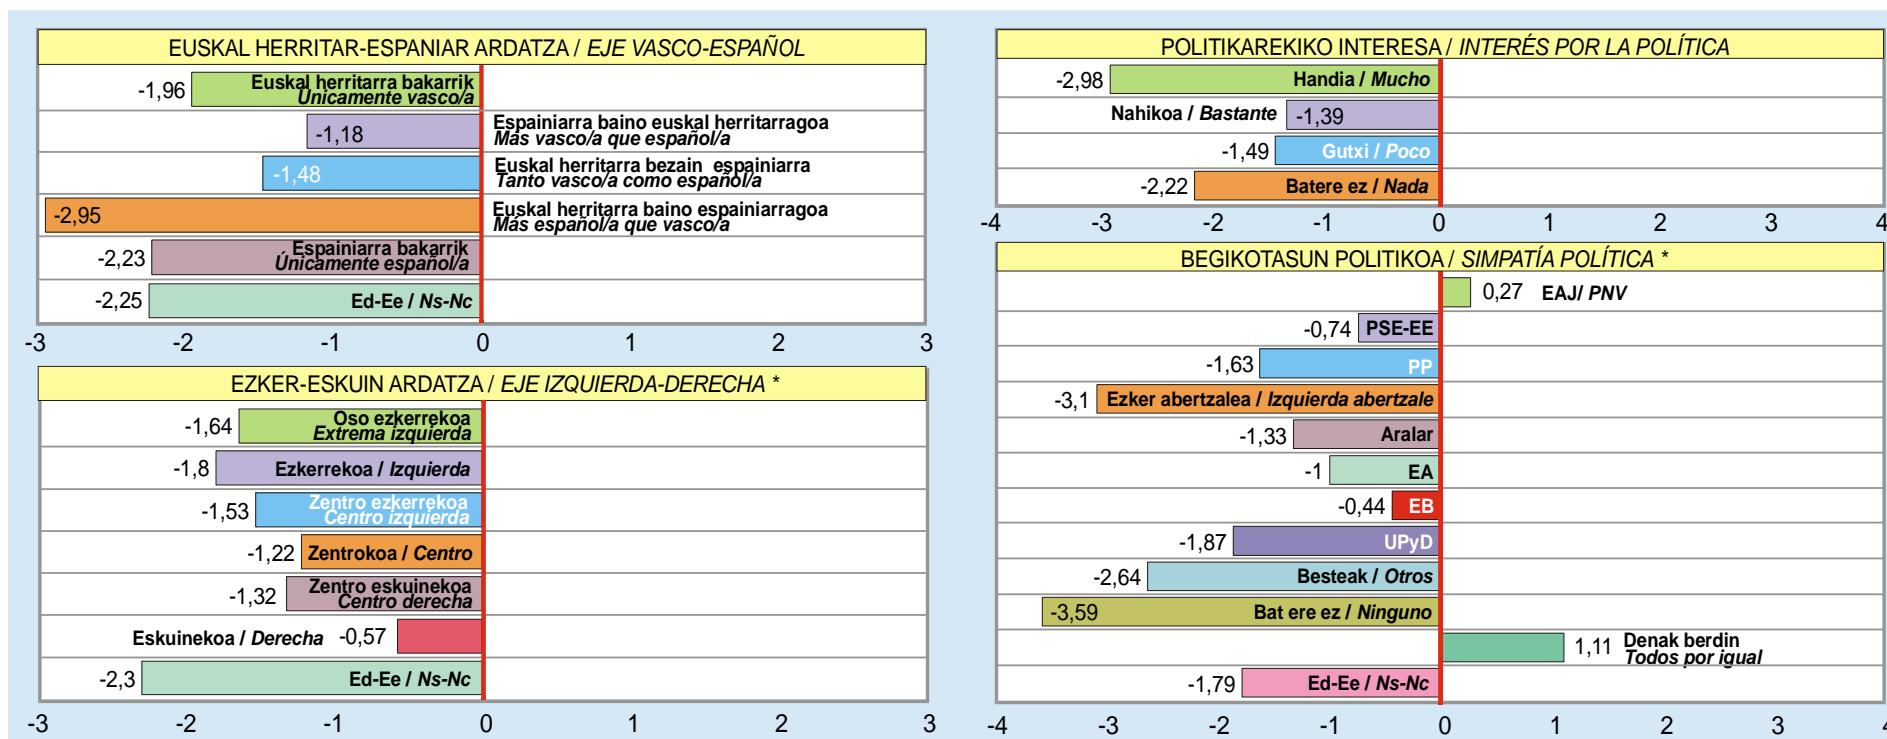 EUSKAL HERRITAR-ESPANIAR ARDATZA / EJE VASCO-ESPAÑOL
-1,96 Euskal herritarra bakarrik
Únicamente vasco/a
-1,18 Espainiarra baino euskal herritarragoa
Más vasco/a que español/a
-1,48 Euskal herritarra bezain espainiarra
Tanto vasco/a como español/a
-2,95 Euskal herritarra baino espainiarragoa
Más español/a que vasco/a
-2,23 Espainiarra bakarrik
Únicamente español/a
-2,25 Ed-Ee / Ns-Nc
-3 -2 -1 0 1 2 3
EZKER-ESKUIN ARDATZA / EJE IZQUIERDA-DERECHA *
-1,64 Oso ezkerrekoa
Extrema izquierda
-1,8 Ezkerrekoa / Izquierda
-1,53 Zentro ezkerrekoa
Centro izquierda
-1,22 Zentrokoa / Centro
-1,32 Zentro eskuinekoa
Centro derecha
Eskuinekoa / Derecha -0,57
-2,3 Ed-Ee / Ns-Nc
-3 -2 -1 0 1 2 3
POLITIKAREKIKO INTERESA / INTERÉS POR LA POLÍTICA
-2,98 Handia / Mucho
Nahikoa / Bastante -1,39
-1,49 Gutxi / Poco
-2,22 Batere ez / Nada
-4 -3 -2 -1 0 1 2 3 4
BEGIKOTASUN POLITIKOA / SIMPATÍA POLÍTICA *
0,27 EAJ/ PNV
-0,74 PSE-EE
-1,63 PP
-3,1 Ezker abertzalea / Izquierda abertzale
-1,33 Aralar
-1 EA
-0,44 EB
-1,87 UPyD
-2,64 Besteak / Otros
-3,59 Bat ere ez / Ninguno
1,11 Denak berdin
Todos por igual
-1,79 Ed-Ee / Ns-Nc
-4 -3 -2 -1 0 1 2 3 4